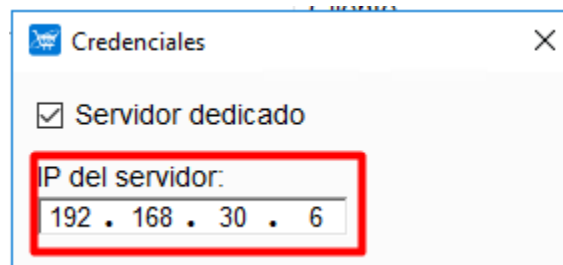 Credenciales
Servidor dedicado
IP del servidor:
192 . 168 . 30 . 6